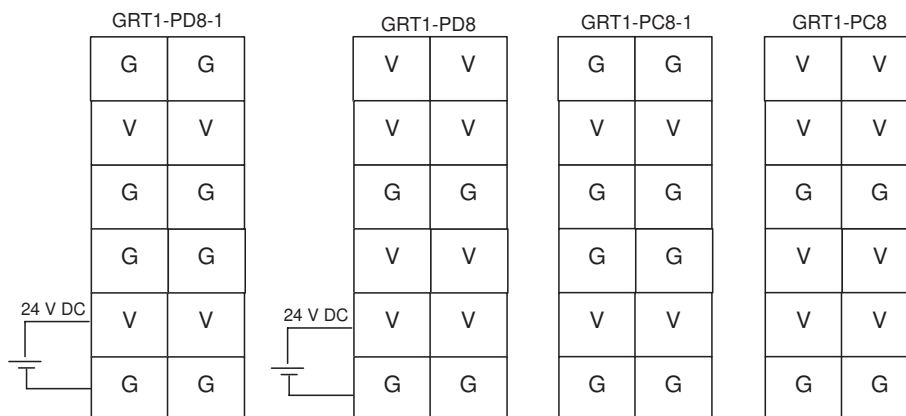 GRT1-PD8-1 GRT1-PD8 GRT1-PC8-1 GRT1-PC8
G G V V G G V V
V V V V V V V V
G G G G G G G G
G G V V G G V V
24 V DC V V 24 V DC V V V V V V
G G G G G G G G